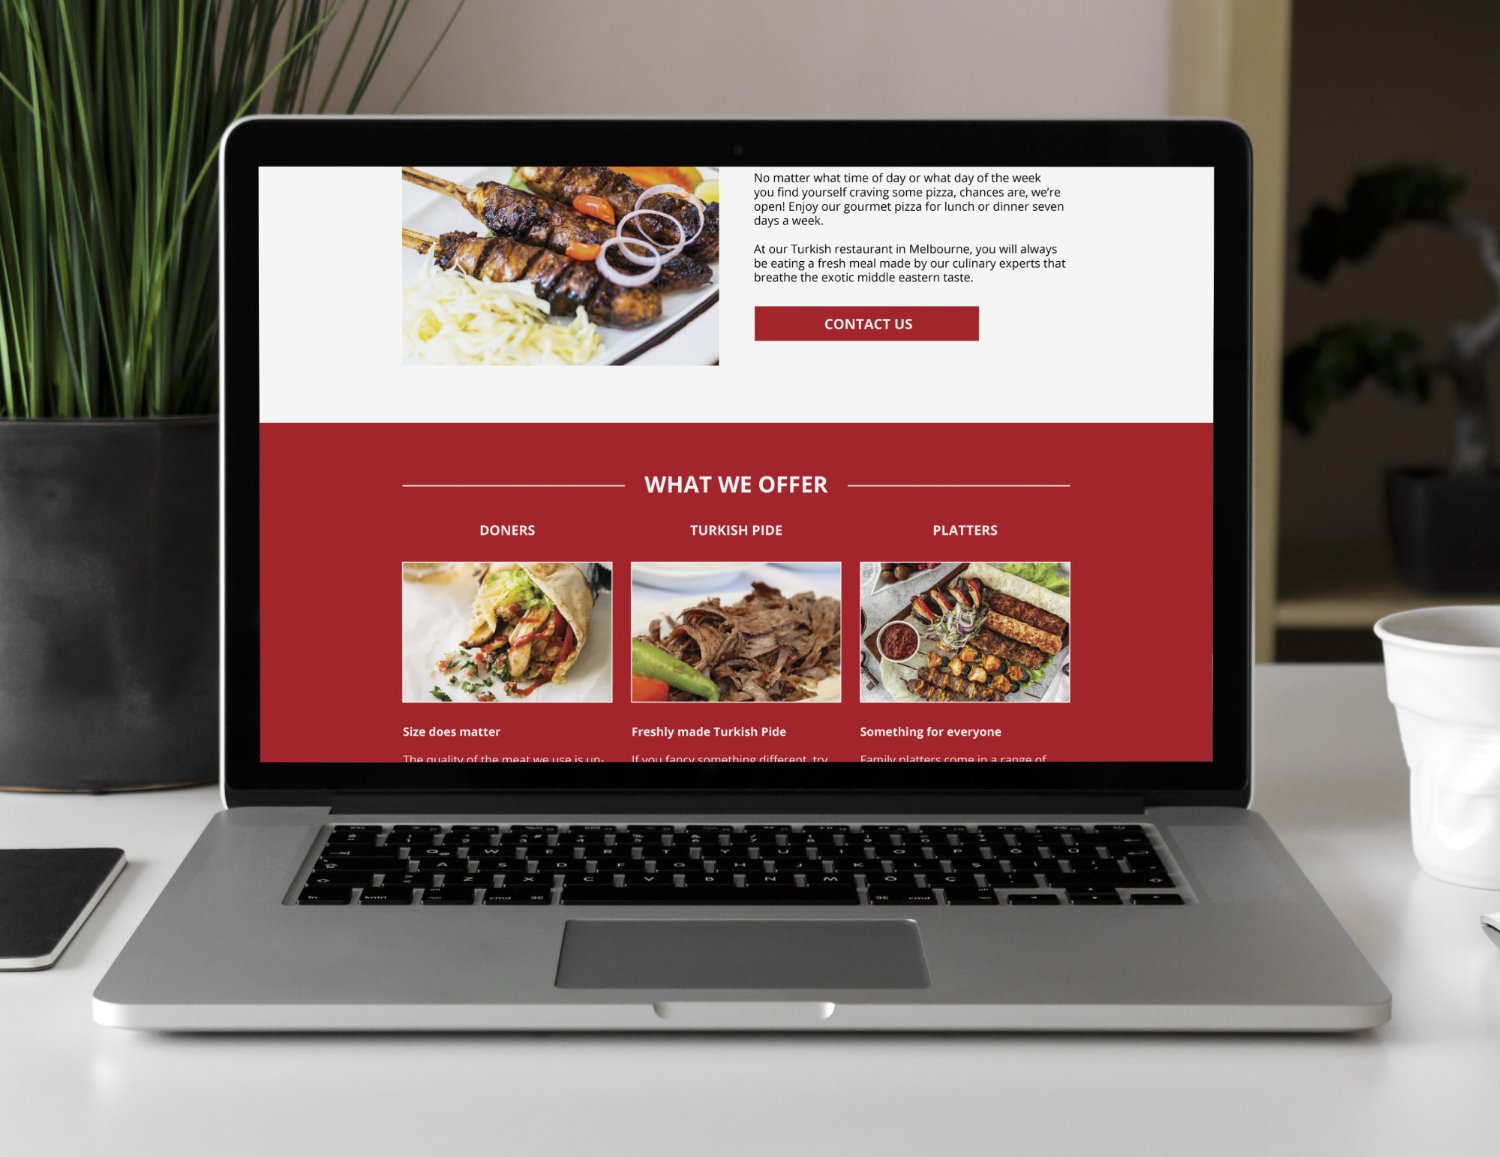 No matter what time of day or what day of the week
you find yourself craving some pizza, chances are, we're
open! Enjoy our gourmet pizza for lunch or dinner seven
days a week.
At our Turkish restaurant in Melbourne, you will always
be eating a fresh meal made by our culinary experts that
breathe the exotic middle eastern taste.
CONTACT US
WHAT WE OFFER
DONERS
TURKISH PIDE
PLATTERS
Size does matter
Freshly made Turkish Pide
Something for everyone
The quality of the meat we use is un-
If you fancy something different, try
Family platters come in a range of